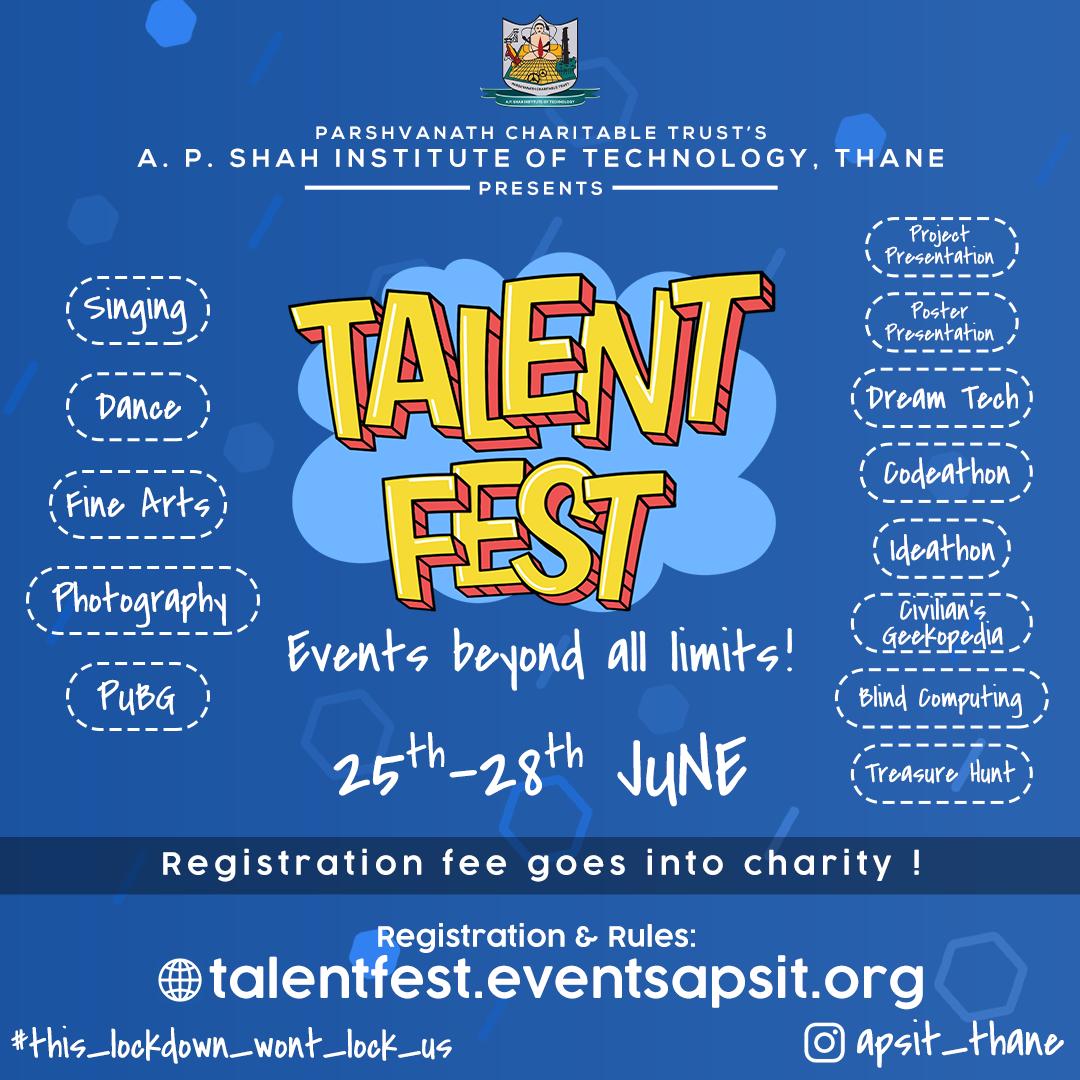 PARSHVANATH CHARITABLE TRUST'S
A. P. SHAH INSTITUTE OF TECHNOLOGY, THANE
PRESENTS
TALENT
FEST
Events beyond all limits!
25th-28th JUNE
Singing
Dance
Fine Arts
Photography
PUBG
Project
Presentation
Poster
Presentation
Dream Tech
Codeathon
Ideathon
Civilian's
Geekopedia
Blind Computing
Treasure Hunt
Registration fee goes into charity !
Registration & Rules:
talentfest.eventsapsit.org
#this_lockdown_wont_lock_us
apsit_thane